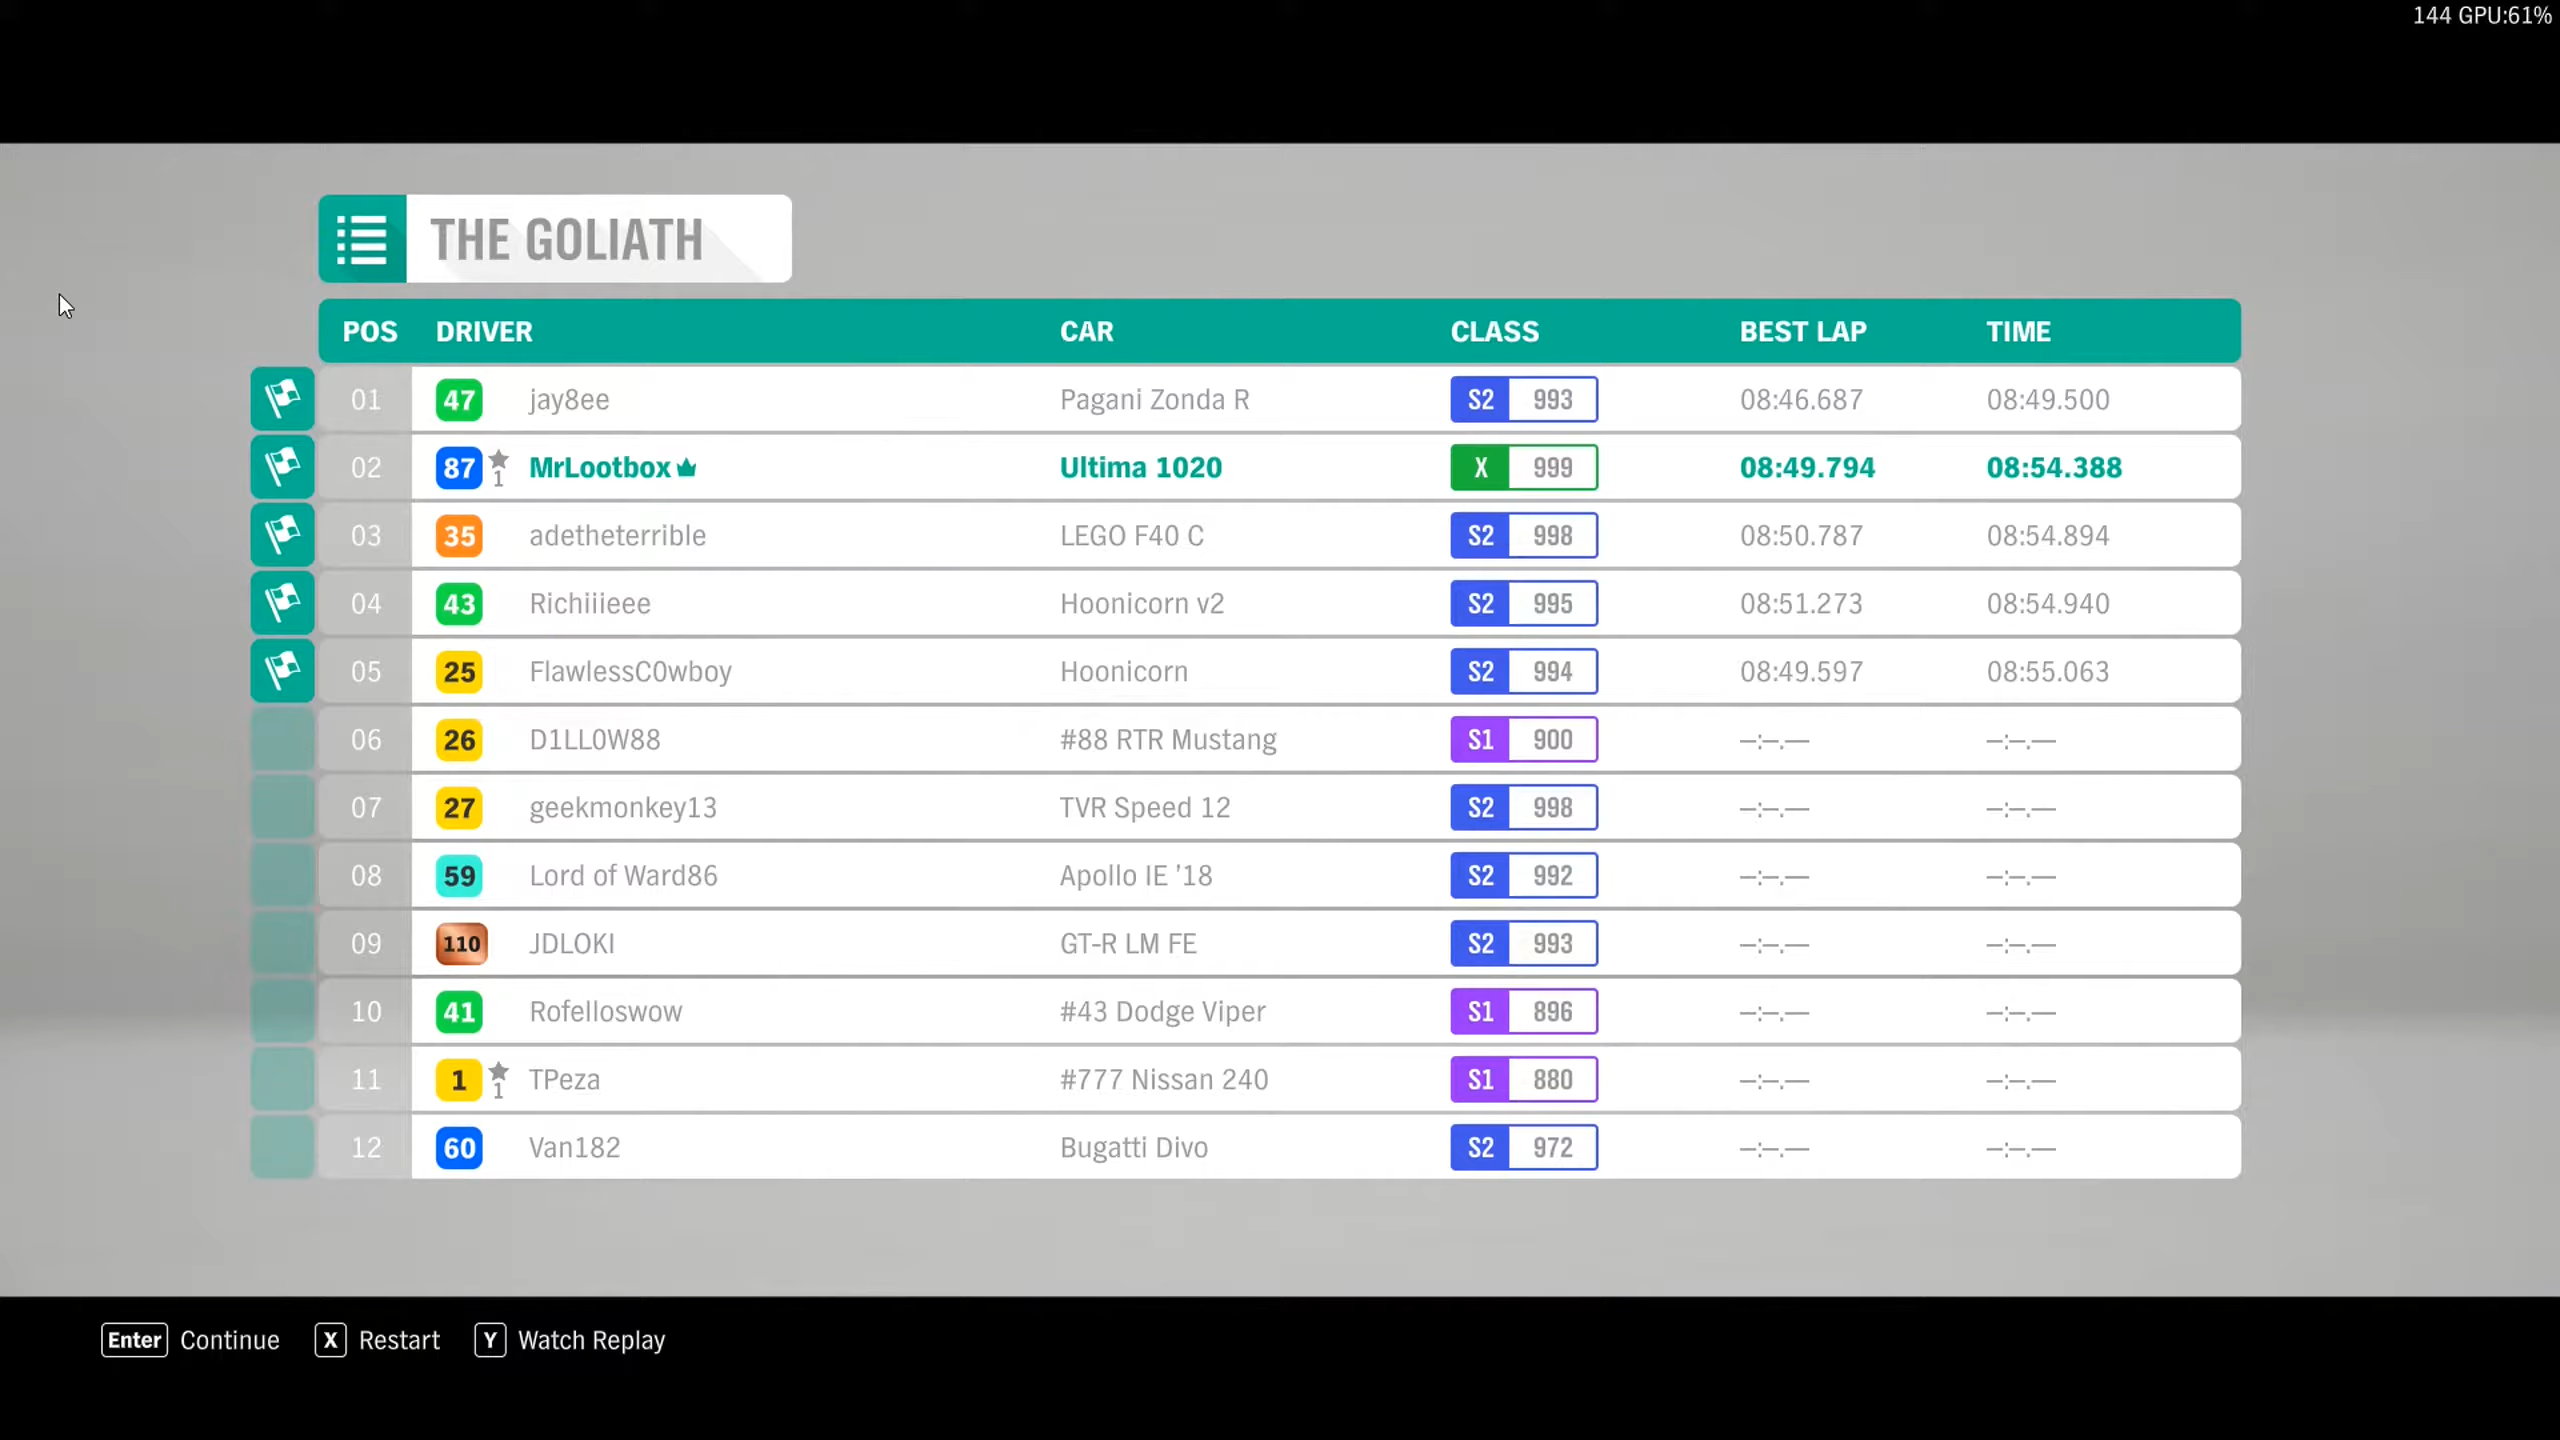 144 GPU:61%
THE GOLIATH
POS DRIVER CAR CLASS BEST LAP TIME
01 47 jay8ee Pagani Zonda R S2 993 08:46.687 08:49.500
02 87 1 MrLootbox Ultima 1020 X 999 08:49.794 08:54.388
03 35 adetheterrible LEGO F40 C S2 998 08:50.787 08:54.894
04 43 Richiiieee Hoonicorn v2 S2 995 08:51.273 08:54.940
05 25 FlawlessC0wboy Hoonicorn S2 994 08:49.597 08:55.063
06 26 D1LL0W88 #88 RTR Mustang S1 900 –:–.–– –:–.––
07 27 geekmonkey13 TVR Speed 12 S2 998 –:–.–– –:–.––
08 59 Lord of Ward86 Apollo IE '18 S2 992 –:–.–– –:–.––
09 110 JDLOKI GT-R LM FE S2 993 –:–.–– –:–.––
10 41 Rofelloswow #43 Dodge Viper S1 896 –:–.–– –:–.––
11 1 1 TPeza #777 Nissan 240 S1 880 –:–.–– –:–.––
12 60 Van182 Bugatti Divo S2 972 –:–.–– –:–.––
Enter Continue X Restart Y Watch Replay